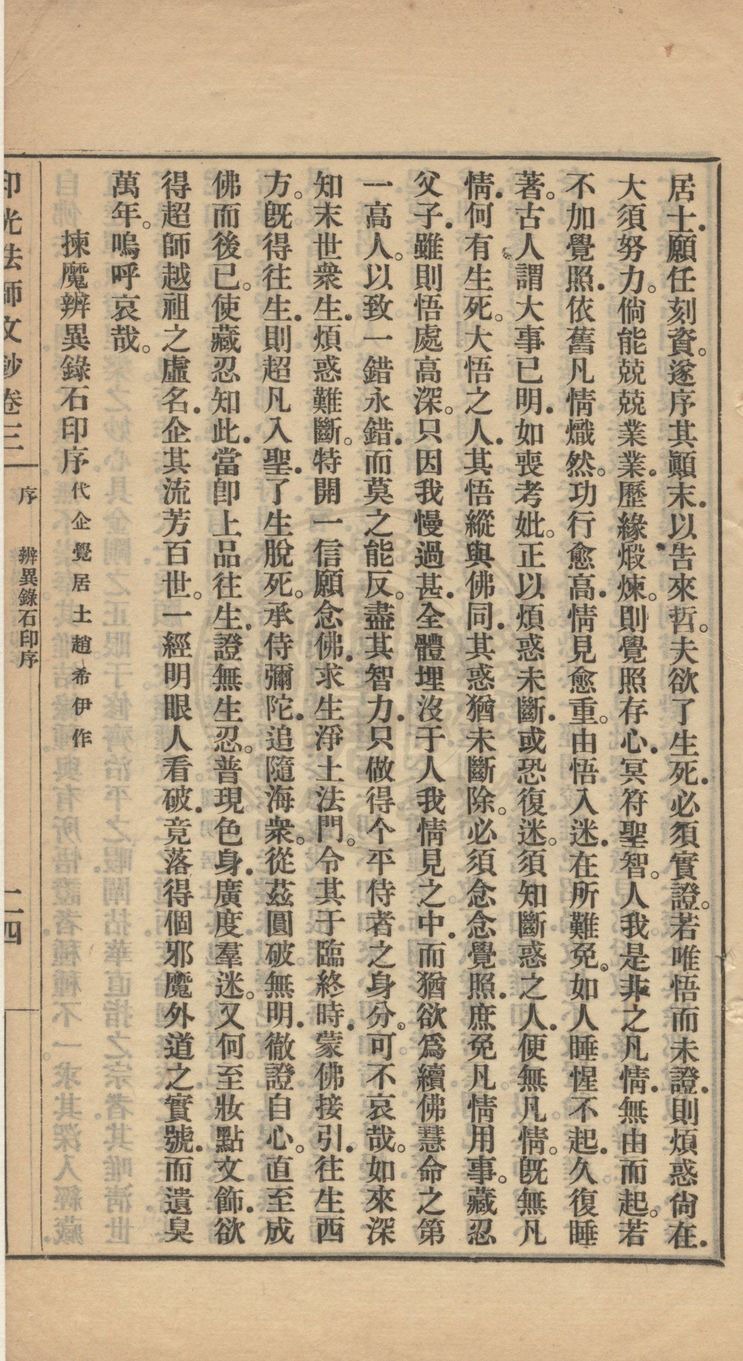 居士.願任刻資。遂序其顚末.以告來哲。夫欲了生死.必須實證。若唯悟而未證.則煩惑尙在.
大須努力。倘能兢兢業業.歷緣煅煉。則覺照存心.冥符聖智。人我是非之凡情.無由而起。若
不加覺照.依舊凡情熾然。功行愈高.情見愈重。由悟入迷.在所難免。如人睡惺不起.久復睡
著。古人謂大事已明.如喪考妣。正以煩惑未斷.或恐復迷。須知斷惑之人.便無凡情。旣無凡
情.何有生死。大悟之人.其悟縱與佛同.其惑猶未斷除。必須念念覺照.庶免凡情用事。藏忍
父子.雖則悟處高深。只因我慢過甚.全體埋沒于人我情見之中.而猶欲爲續佛慧命之第
一高人。以致一錯永錯.而莫之能反。盡其智力.只做得个平侍者之身分。可不哀哉。如來深
知末世衆生.煩惑難斷。特開一信願念佛.求生淨土法門。令其于臨終時.蒙佛接引.往生西
方。旣得往生.則超凡入聖.了生脫死。承侍彌陀.追隨海衆。從茲圓破無明.徹證自心。直至成
佛而後已。使藏忍知此.當卽上品往生.證無生忍。普現色身.廣度羣迷。又何至妝點文飾.欲
得超師越祖之虛名.企其流芳百世。一經明眼人看破.竟落得個邪魔外道之實號.而遺臭
萬年。嗚呼哀哉。
揀魔辨異錄石印序 代企覺居士趙希伊作
印光法師文鈔卷三 序 辨異錄石印序 二四